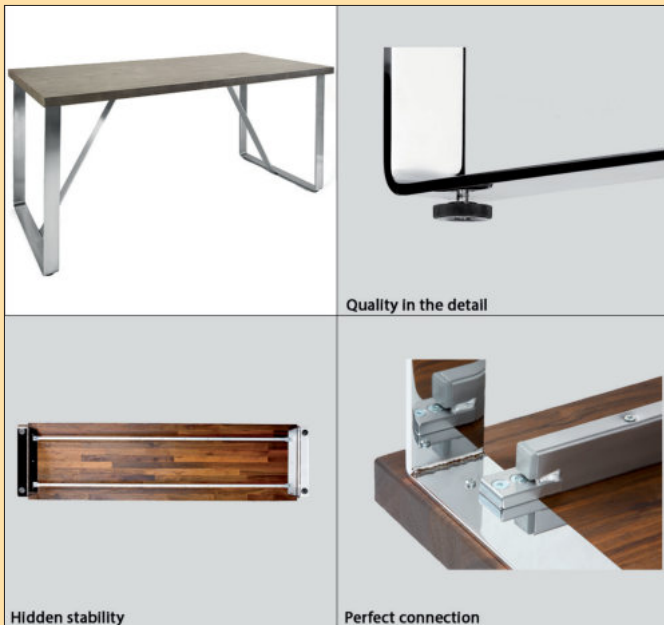 Quality in the detail
Hidden stability
Perfect connection